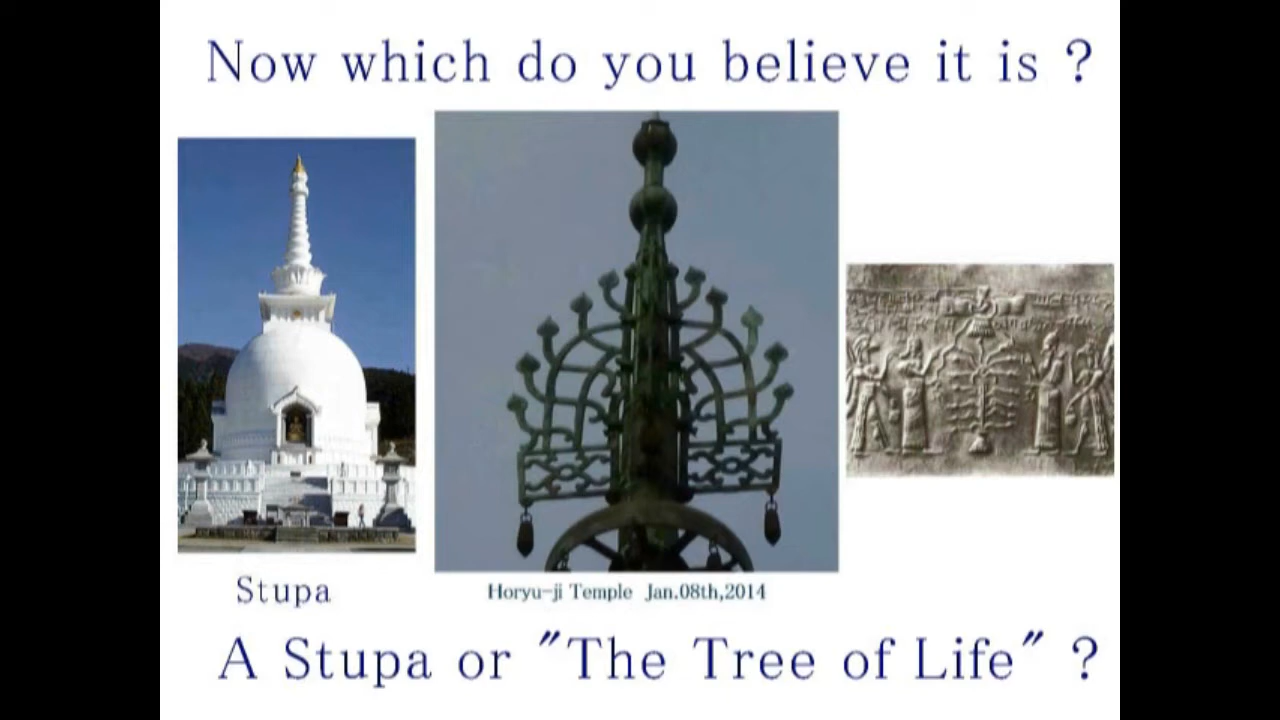 Now which do you believe it is ?
Stupa
Horyu-ji Temple Jan.08th,2014
A Stupa or "The Tree of Life" ?